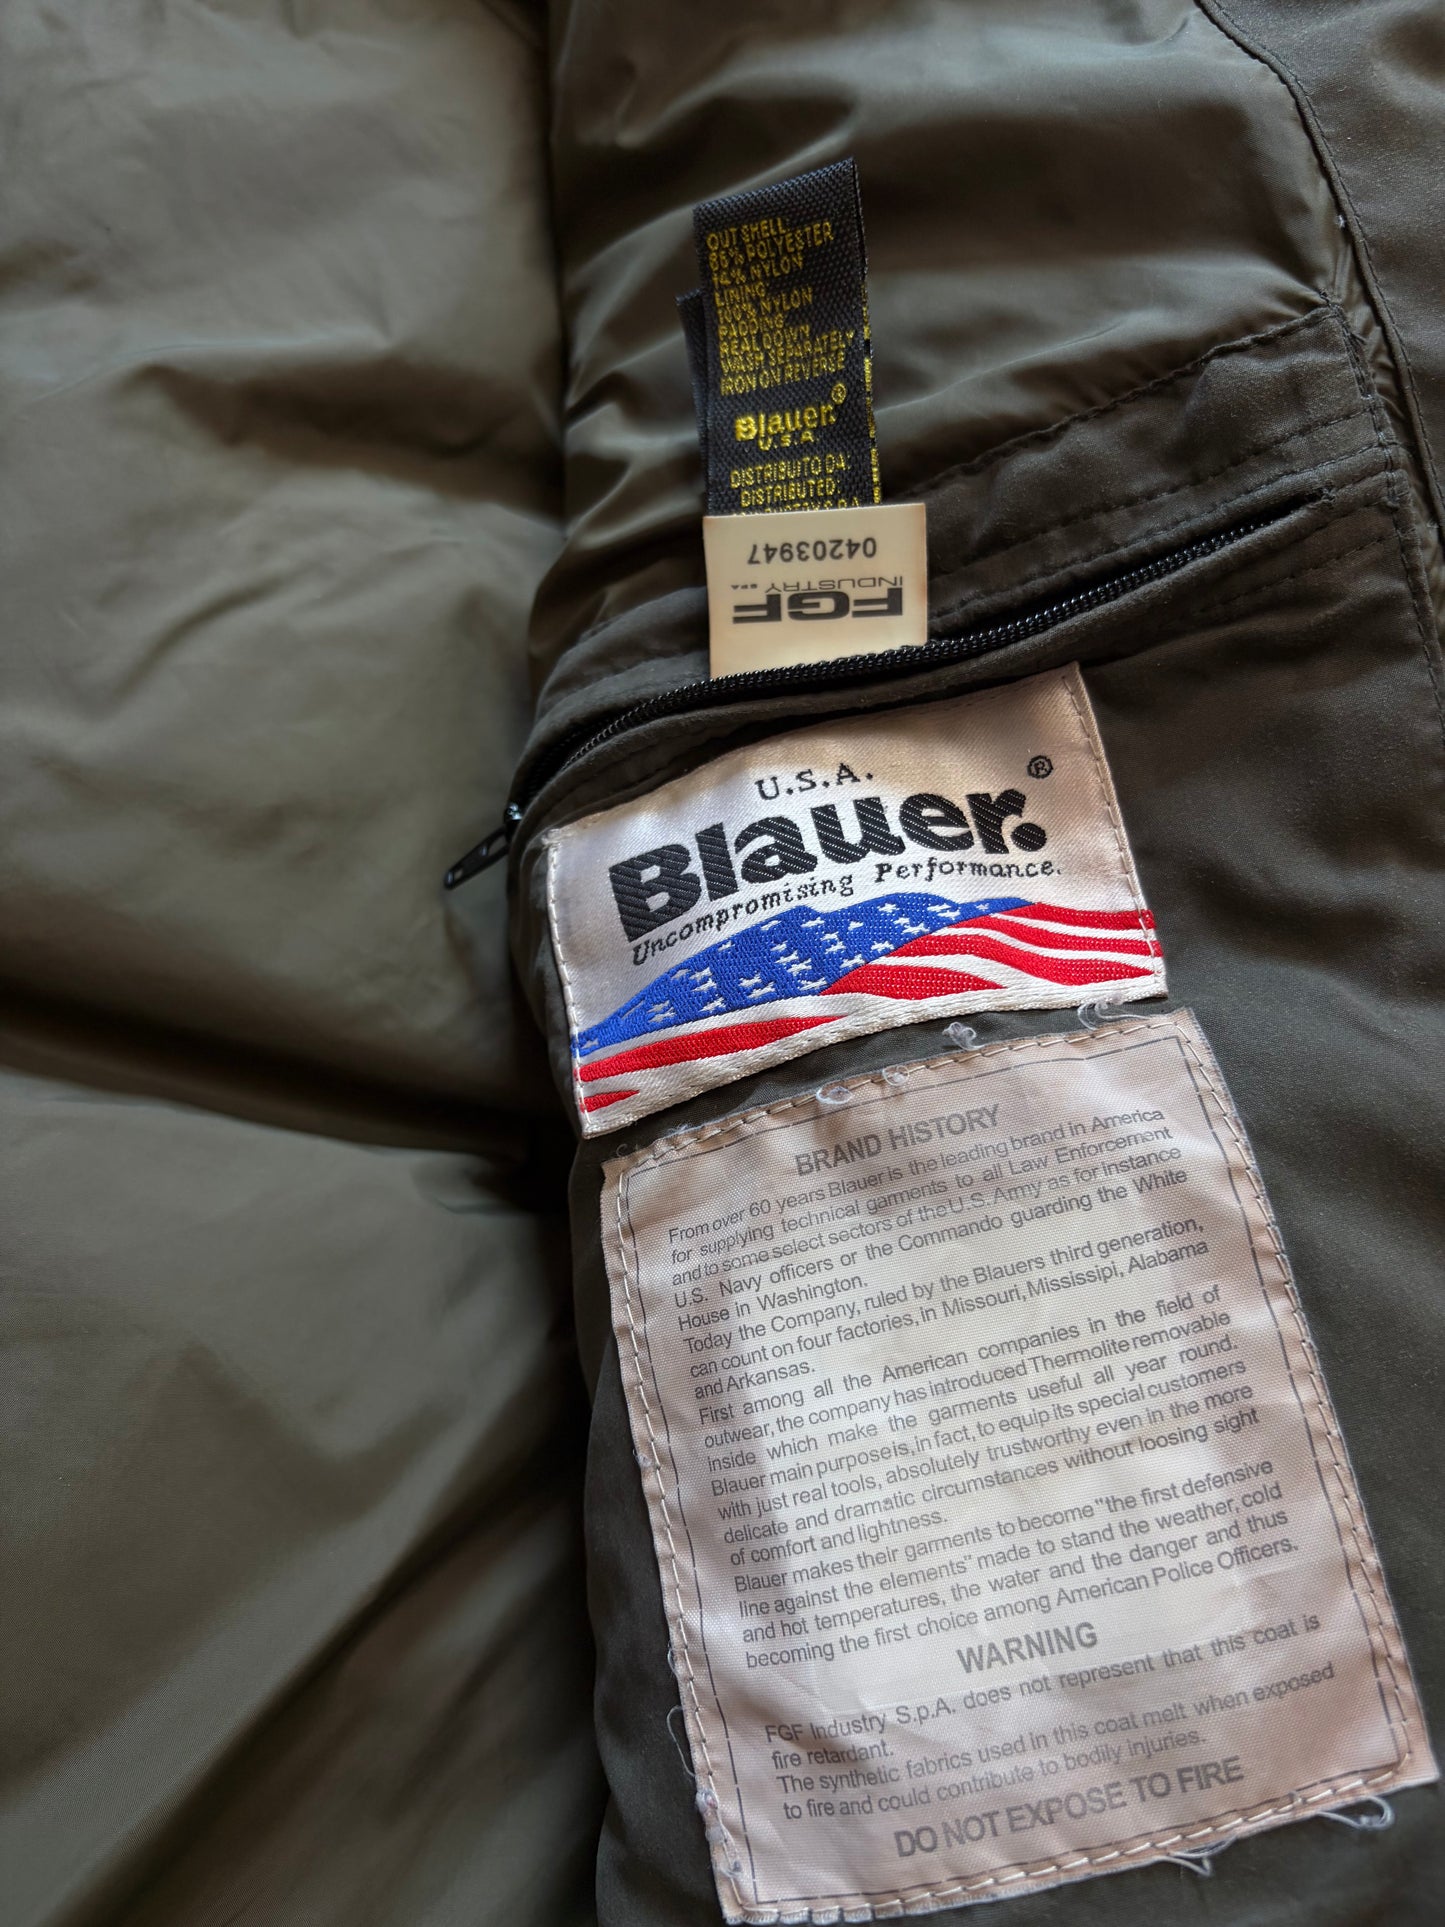 OUT SHELL
86% POLYESTER
14% NYLON
LINING
100% NYLON
PADDING
REAL DOWN
WASH SEPARATELY
IRON ON REVERSE
Blauer.®
U.S.A
DISTRIBUITO DA
DISTRIBUTED.
04203947
FGF
INDUSTRY SPA
U.S.A.
Blauer.®
Uncompromising Performance.
BRAND HISTORY
From over 60 years Blauer is the leading brand in America
for supplying technical garments to all Law Enforcement
and to some select sectors of the U.S. Army as for instance
U.S. Navy officers or the Commando guarding the White
House in Washington.
Today the Company, ruled by the Blauers third generation,
can count on four factories, in Missouri, Mississipi, Alabama
and Arkansas.
First among all the American companies in the field of
outwear, the company has introduced Thermolite removable
inside which make the garments useful all year round.
Blauer main purpose is, in fact, to equip its special customers
with just real tools, absolutely trustworthy even in the more
delicate and dramatic circumstances without loosing sight
of comfort and lightness.
Blauer makes their garments to become "the first defensive
line against the elements" made to stand the weather, cold
and hot temperatures, the water and the danger and thus
becoming the first choice among American Police Officers.
WARNING
FGF Industry S.p.A. does not represent that this coat is
fire retardant.
The synthetic fabrics used in this coat melt when exposed
to fire and could contribute to bodily injuries.
DO NOT EXPOSE TO FIRE